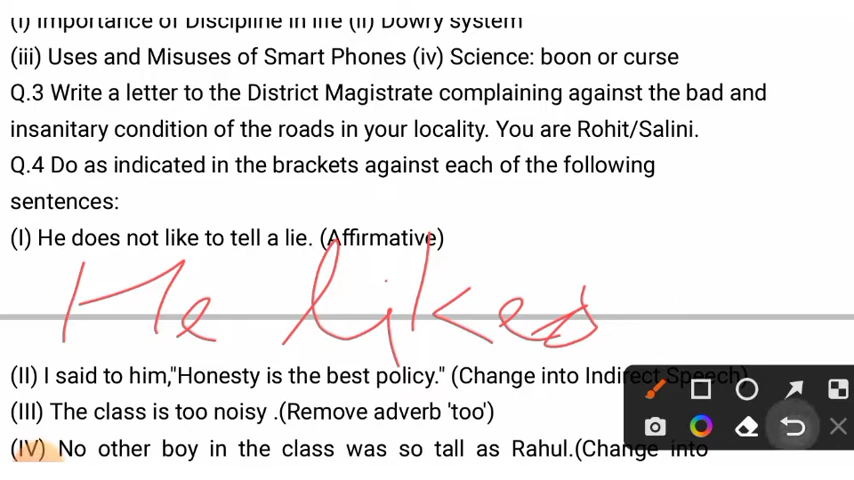 (I) Importance of Discipline in life (II) Dowry system
(iii) Uses and Misuses of Smart Phones (iv) Science: boon or curse
Q.3 Write a letter to the District Magistrate complaining against the bad and
insanitary condition of the roads in your locality. You are Rohit/Salini.
Q.4 Do as indicated in the brackets against each of the following
sentences:
(I) He does not like to tell a lie. (Affirmative)
He likes
(II) I said to him,"Honesty is the best policy." (Change into Indirect Speech)
(III) The class is too noisy .(Remove adverb 'too')
(IV) No other boy in the class was so tall as Rahul.(Change into